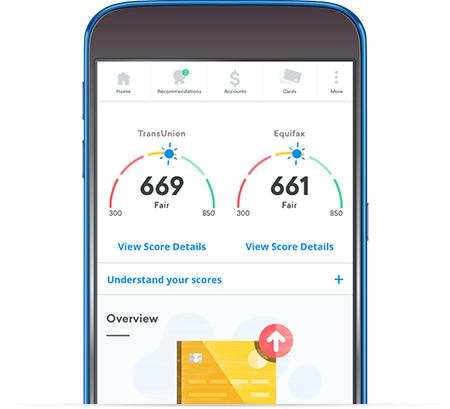 2
Home Recommendations Accounts Cards More
TransUnion Equifax
669 661
Fair Fair
300 850 300 850
View Score Details View Score Details
Understand your scores +
Overview